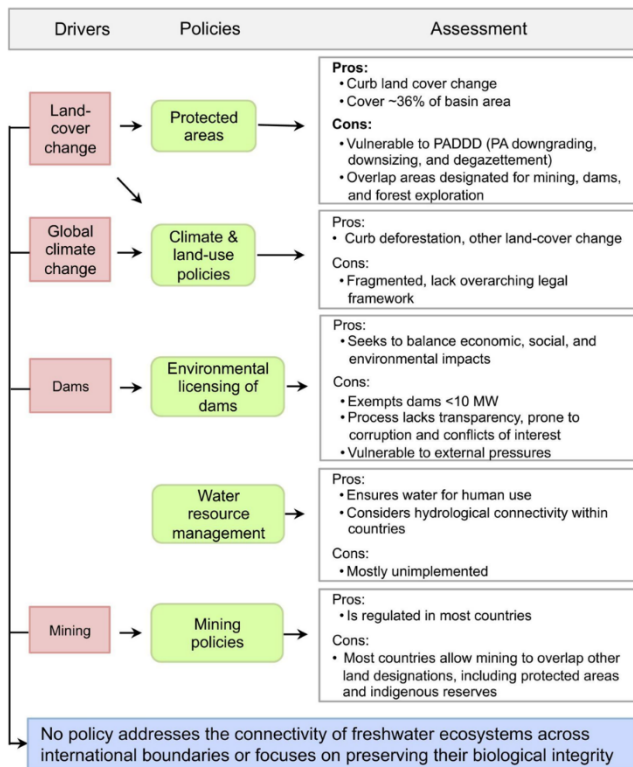 Drivers Policies Assessment
Land-
cover
change
Protected
areas
Pros:
• Curb land cover change
• Cover ~36% of basin area
Cons:
• Vulnerable to PADDD (PA downgrading,
downsizing, and degazettement)
• Overlap areas designated for mining, dams,
and forest exploration
Global
climate
change
Climate &
land-use
policies
Pros:
• Curb deforestation, other land-cover change
Cons:
• Fragmented, lack overarching legal
framework
Dams
Environmental
licensing of
dams
Pros:
• Seeks to balance economic, social, and
environmental impacts
Cons:
• Exempts dams <10 MW
• Process lacks transparency, prone to
corruption and conflicts of interest
• Vulnerable to external pressures
Water
resource
management
Pros:
• Ensures water for human use
• Considers hydrological connectivity within
countries
Cons:
• Mostly unimplemented
Mining
Mining
policies
Pros:
• Is regulated in most countries
Cons:
• Most countries allow mining to overlap other
land designations, including protected areas
and indigenous reserves
No policy addresses the connectivity of freshwater ecosystems across
international boundaries or focuses on preserving their biological integrity